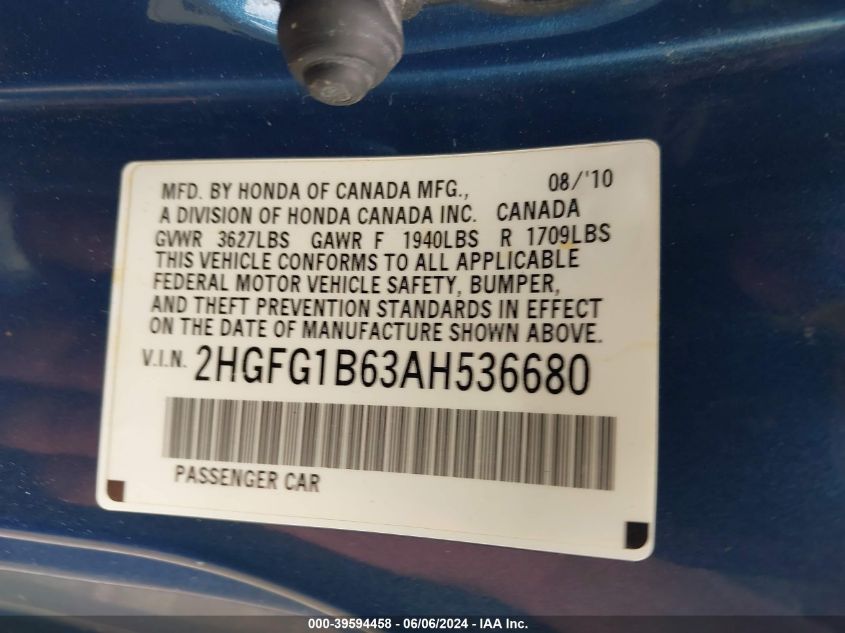 MFD. BY HONDA OF CANADA MFG., 08/'10
A DIVISION OF HONDA CANADA INC. CANADA
GVWR 3627LBS GAWR F 1940LBS R 1709LBS
THIS VEHICLE CONFORMS TO ALL APPLICABLE
FEDERAL MOTOR VEHICLE SAFETY, BUMPER,
AND THEFT PREVENTION STANDARDS IN EFFECT
ON THE DATE OF MANUFACTURE SHOWN ABOVE.
V.I.N. 2HGFG1B63AH536680
PASSENGER CAR
000-39594458 - 06/06/2024 - IAA Inc.